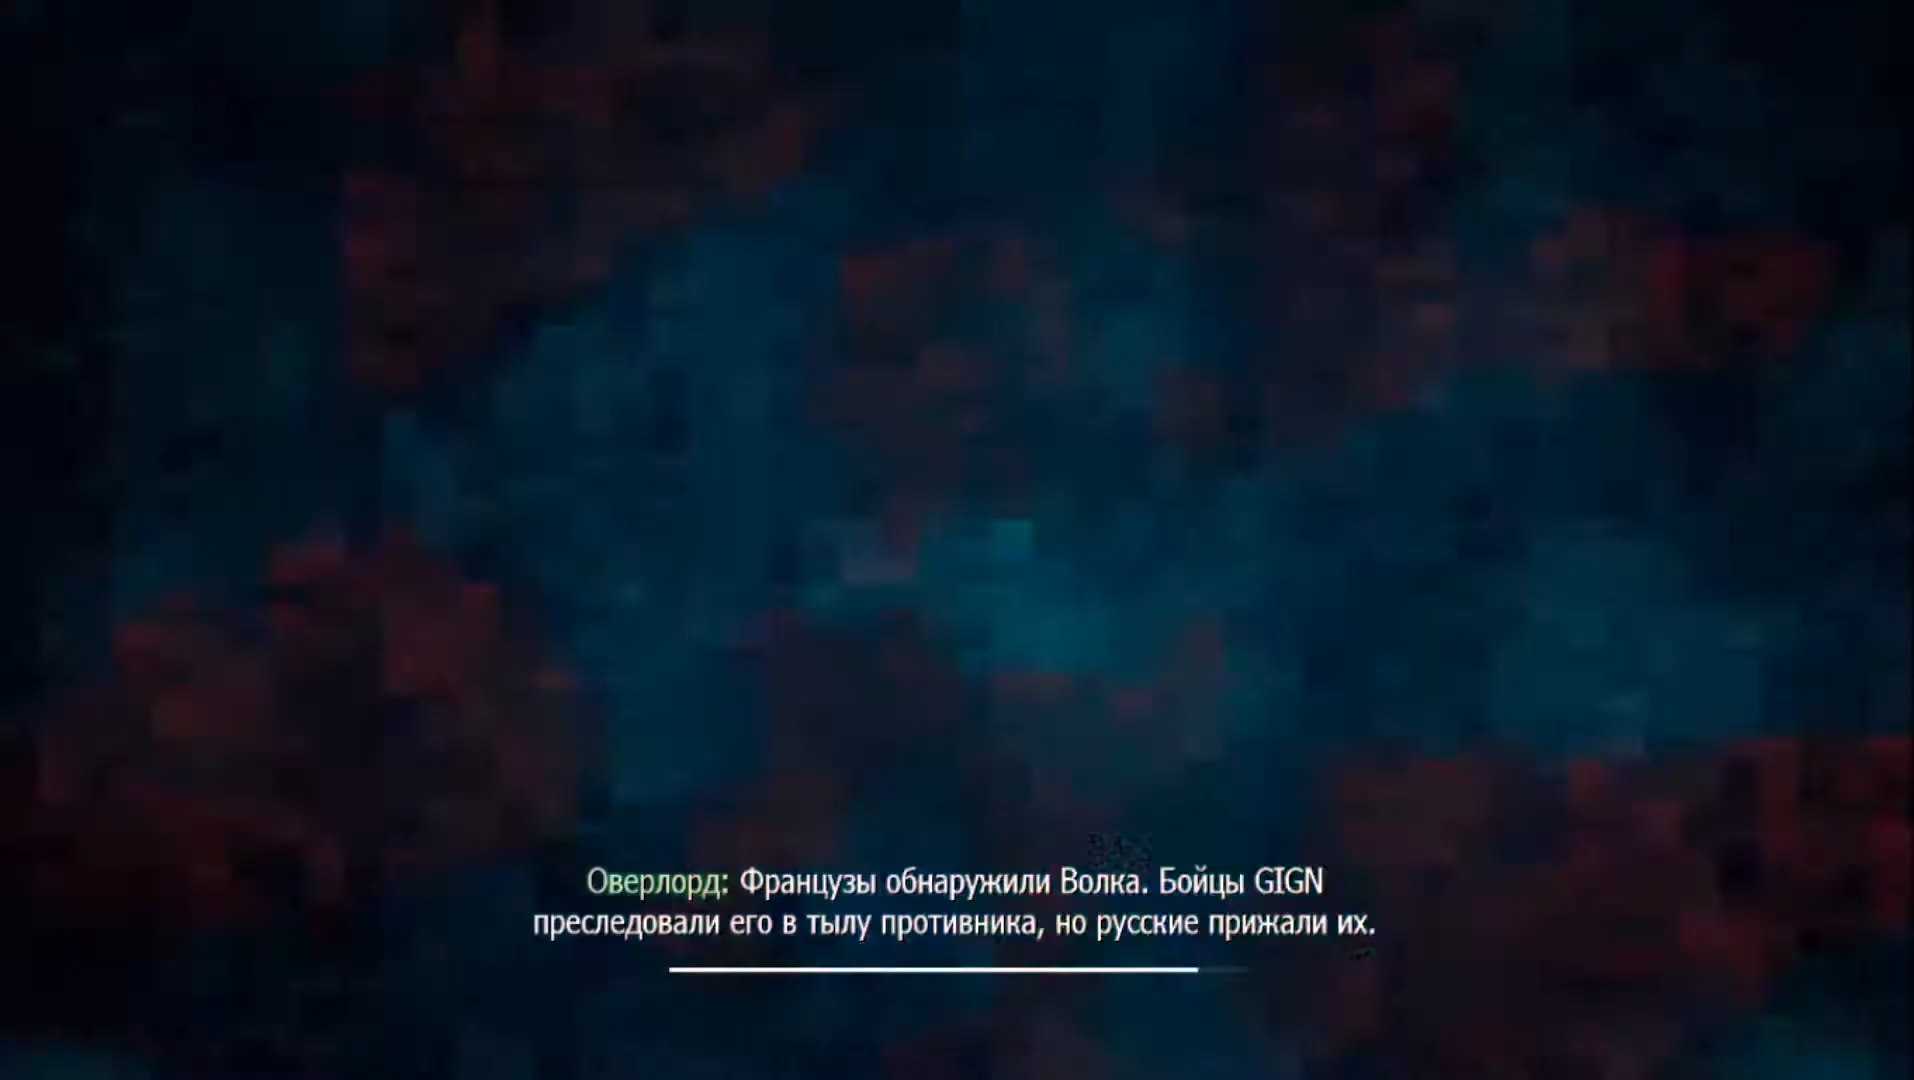 Оверлорд: Французы обнаружили Волка. Бойцы GIGN
преследовали его в тылу противника, но русские прижали их.